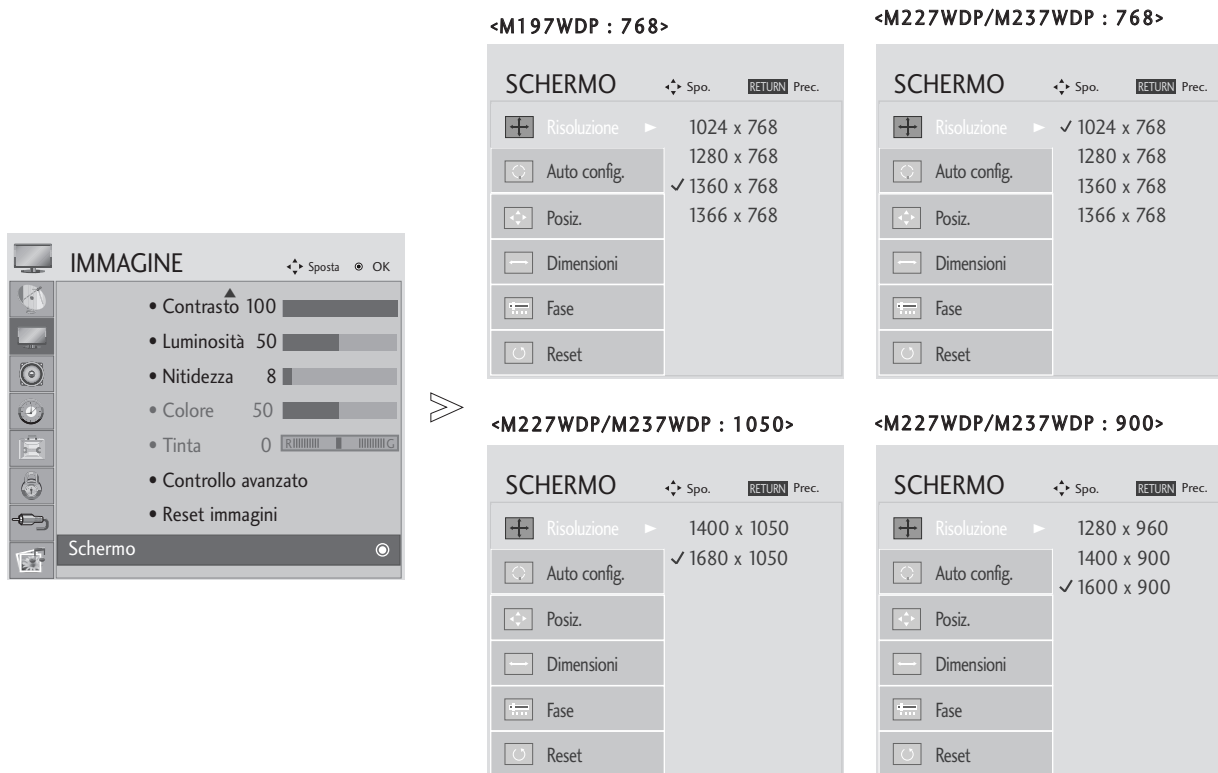 <M197WDP : 768>
SCHERMO
Spo.
RETURN Prec.
Risoluzione
1024 x 768
Auto config.
1280 x 768
✓ 1360 x 768
Posiz.
1366 x 768
Dimensioni
Fase
Reset
<M227WDP/M237WDP : 768>
SCHERMO
Spo.
RETURN Prec.
Risoluzione
✓ 1024 x 768
Auto config.
1280 x 768
1360 x 768
Posiz.
1366 x 768
Dimensioni
Fase
Reset
IMMAGINE
Sposta
OK
• Contrasto 100
• Luminosità 50
• Nitidezza 8
• Colore 50
• Tinta 0 R G
• Controllo avanzato
• Reset immagini
Schermo
<M227WDP/M237WDP : 1050>
SCHERMO
Spo.
RETURN Prec.
Risoluzione
1400 x 1050
Auto config.
✓ 1680 x 1050
Posiz.
Dimensioni
Fase
Reset
<M227WDP/M237WDP : 900>
SCHERMO
Spo.
RETURN Prec.
Risoluzione
1280 x 960
Auto config.
1400 x 900
✓ 1600 x 900
Posiz.
Dimensioni
Fase
Reset